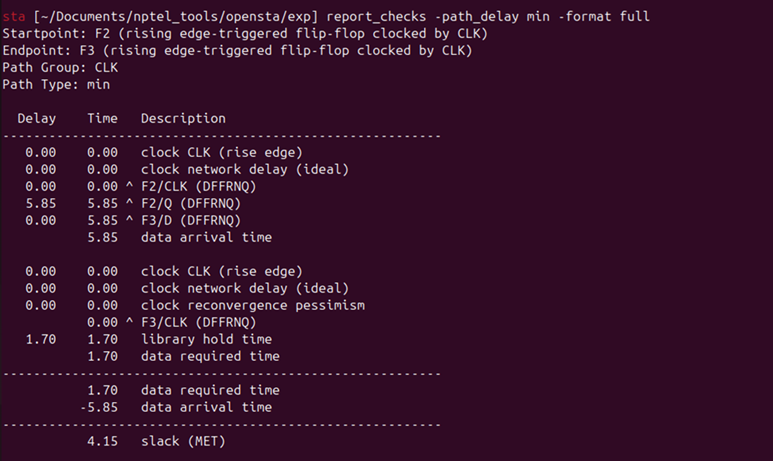 sta [~/Documents/nptel_tools/opensta/exp] report_checks -path_delay min -format full
Startpoint: F2 (rising edge-triggered flip-flop clocked by CLK)
Endpoint: F3 (rising edge-triggered flip-flop clocked by CLK)
Path Group: CLK
Path Type: min
  Delay    Time   Description
---------------------------------------------------------
   0.00    0.00   clock CLK (rise edge)
   0.00    0.00   clock network delay (ideal)
   0.00    0.00 ^ F2/CLK (DFFRNQ)
   5.85    5.85 ^ F2/Q (DFFRNQ)
   0.00    5.85 ^ F3/D (DFFRNQ)
           5.85   data arrival time
   0.00    0.00   clock CLK (rise edge)
   0.00    0.00   clock network delay (ideal)
   0.00    0.00   clock reconvergence pessimism
           0.00 ^ F3/CLK (DFFRNQ)
   1.70    1.70   library hold time
           1.70   data required time
---------------------------------------------------------
           1.70   data required time
          -5.85   data arrival time
---------------------------------------------------------
           4.15   slack (MET)